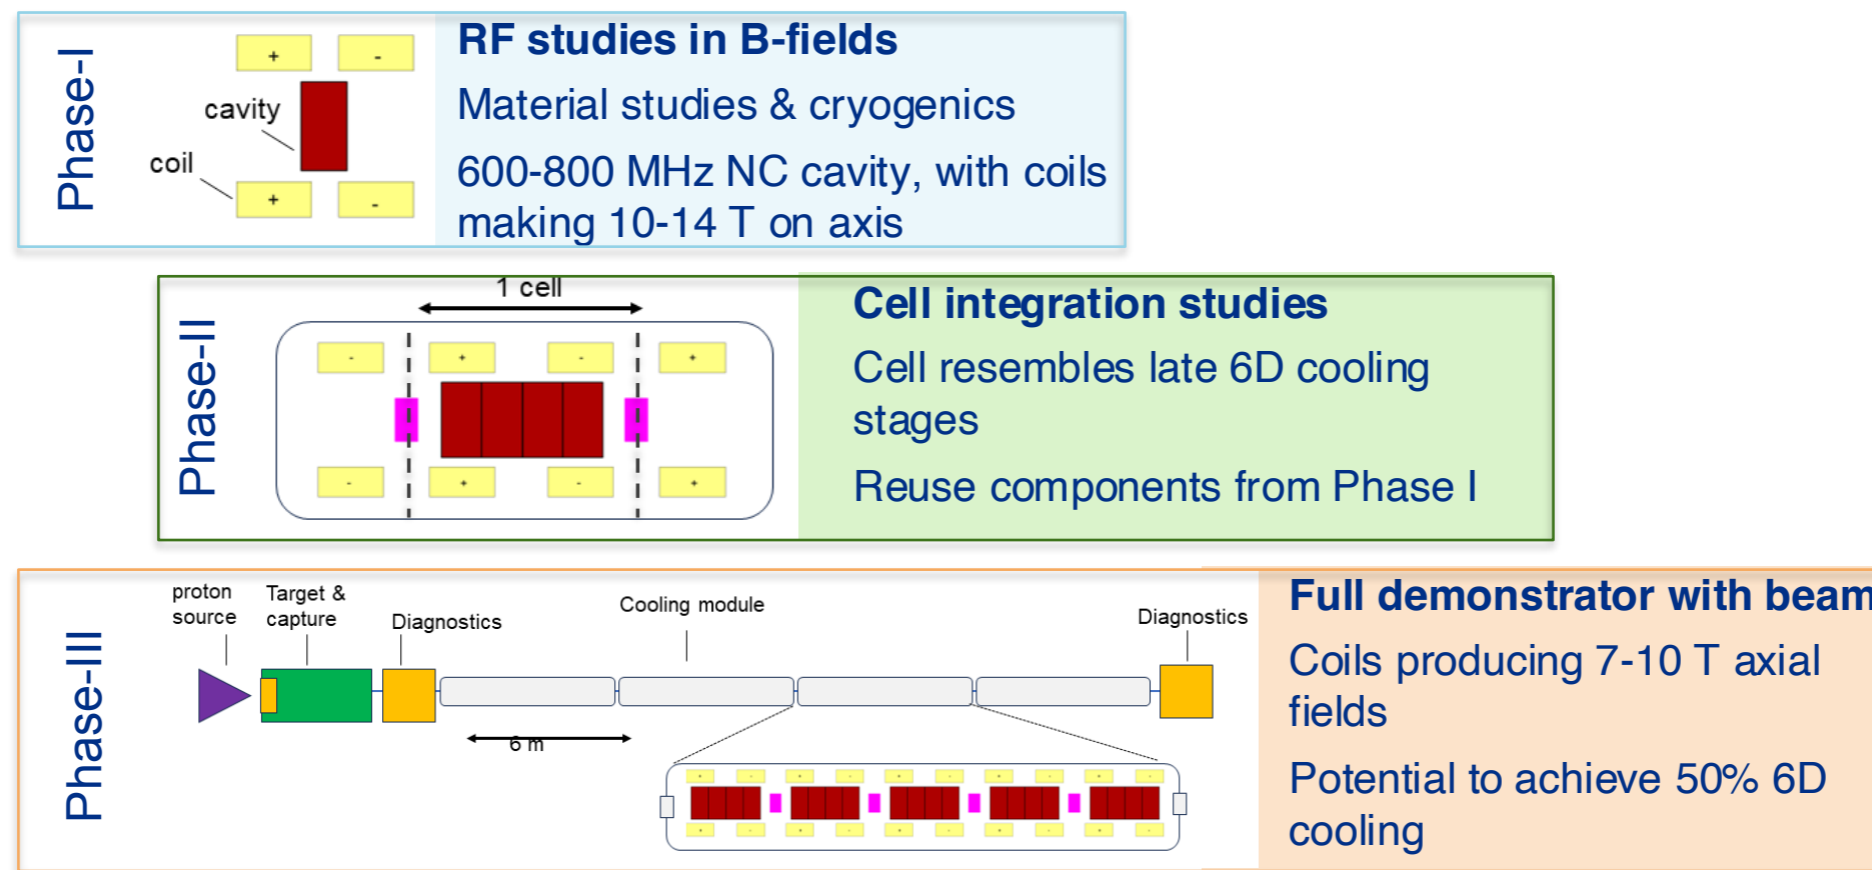 Phase-I
+ -
cavity
coil
+ -
RF studies in B-fields
Material studies & cryogenics
600-800 MHz NC cavity, with coils
making 10-14 T on axis
Phase-II
1 cell
- + - +
- + - +
Cell integration studies
Cell resembles late 6D cooling
stages
Reuse components from Phase I
Phase-III
proton
source
Target &
capture
Diagnostics
Cooling module
Diagnostics
6 m
+ - + - + - + - + -
+ - + - + - + - + -
Full demonstrator with beam
Coils producing 7-10 T axial
fields
Potential to achieve 50% 6D
cooling